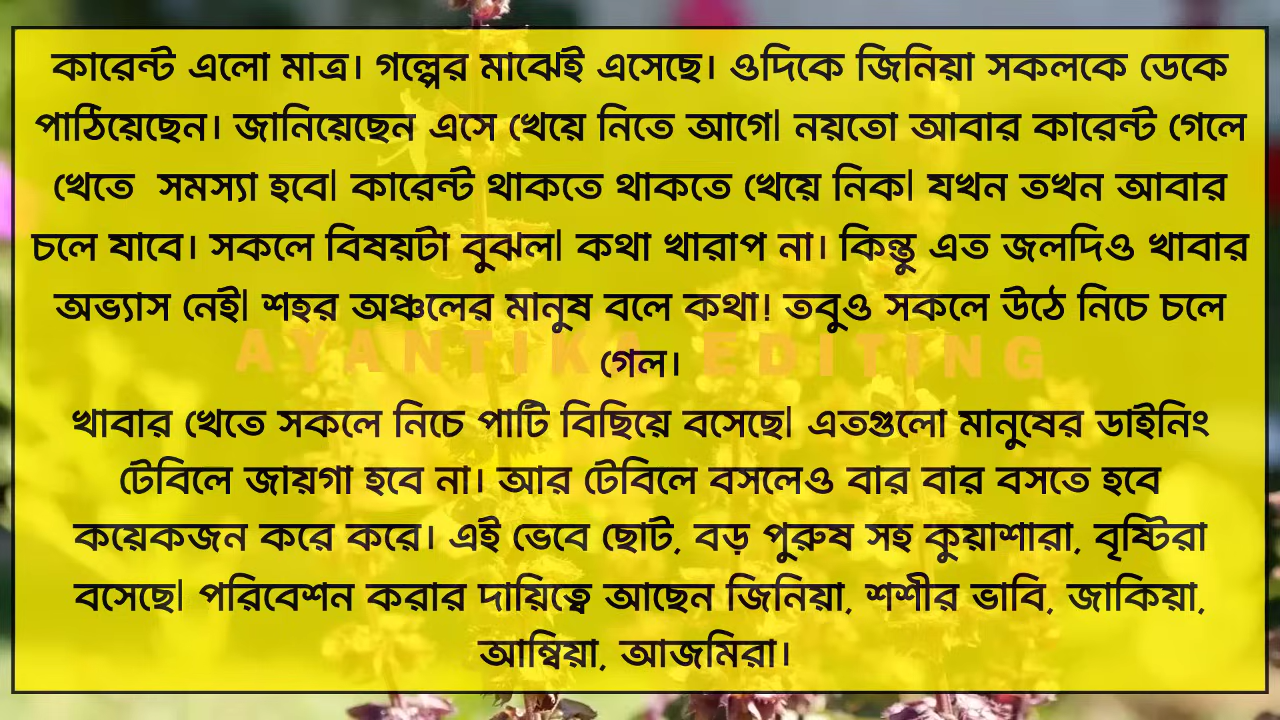 কারেন্ট এলো মাত্র। গল্পের মাঝেই এসেছে। ওদিকে জিনিয়া সকলকে ডেকে
পাঠিয়েছেন। জানিয়েছেন এসে খেয়ে নিতে আগে| নয়তো আবার কারেন্ট গেলে
খেতে সমস্যা হবে| কারেন্ট থাকতে থাকতে খেয়ে নিক| যখন তখন আবার
চলে যাবে। সকলে বিষয়টা বুঝল| কথা খারাপ না। কিন্তু এত জলদিও খাবার
অভ্যাস নেই| শহর অঞ্চলের মানুষ বলে কথা! তবুও সকলে উঠে নিচে চলে
গেল।
AYANTIKA EDITING
খাবার খেতে সকলে নিচে পাটি বিছিয়ে বসেছে| এতগুলো মানুষের ডাইনিং
টেবিলে জায়গা হবে না। আর টেবিলে বসলেও বার বার বসতে হবে
কয়েকজন করে করে। এই ভেবে ছোট, বড় পুরুষ সহ কুয়াশারা, বৃষ্টিরা
বসেছে| পরিবেশন করার দায়িত্বে আছেন জিনিয়া, শশীর ভাবি, জাকিয়া,
আম্বিয়া, আজমিরা।